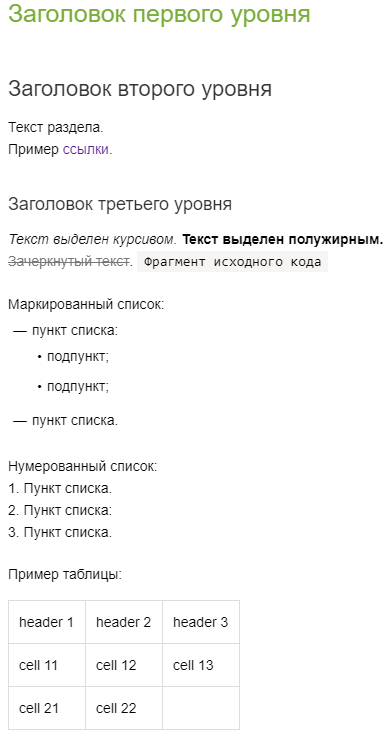 Заголовок первого уровня
Заголовок второго уровня
Текст раздела.
Пример ссылки.
Заголовок третьего уровня
Текст выделен курсивом. Текст выделен полужирным.
Зачеркнутый текст. Фрагмент исходного кода
Маркированный список:
— пункт списка:
• подпункт;
• подпункт;
— пункт списка.
Нумерованный список:
1. Пункт списка.
2. Пункт списка:
3. Пункт списка.
Пример таблицы:
header 1 header 2 header 3
cell 11 cell 12 cell 13
cell 21 cell 22